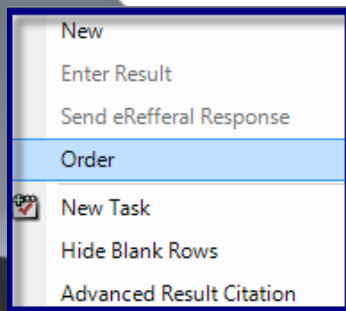 New
Enter Result
Send eRefferal Response
Order
New Task
Hide Blank Rows
Advanced Result Citation